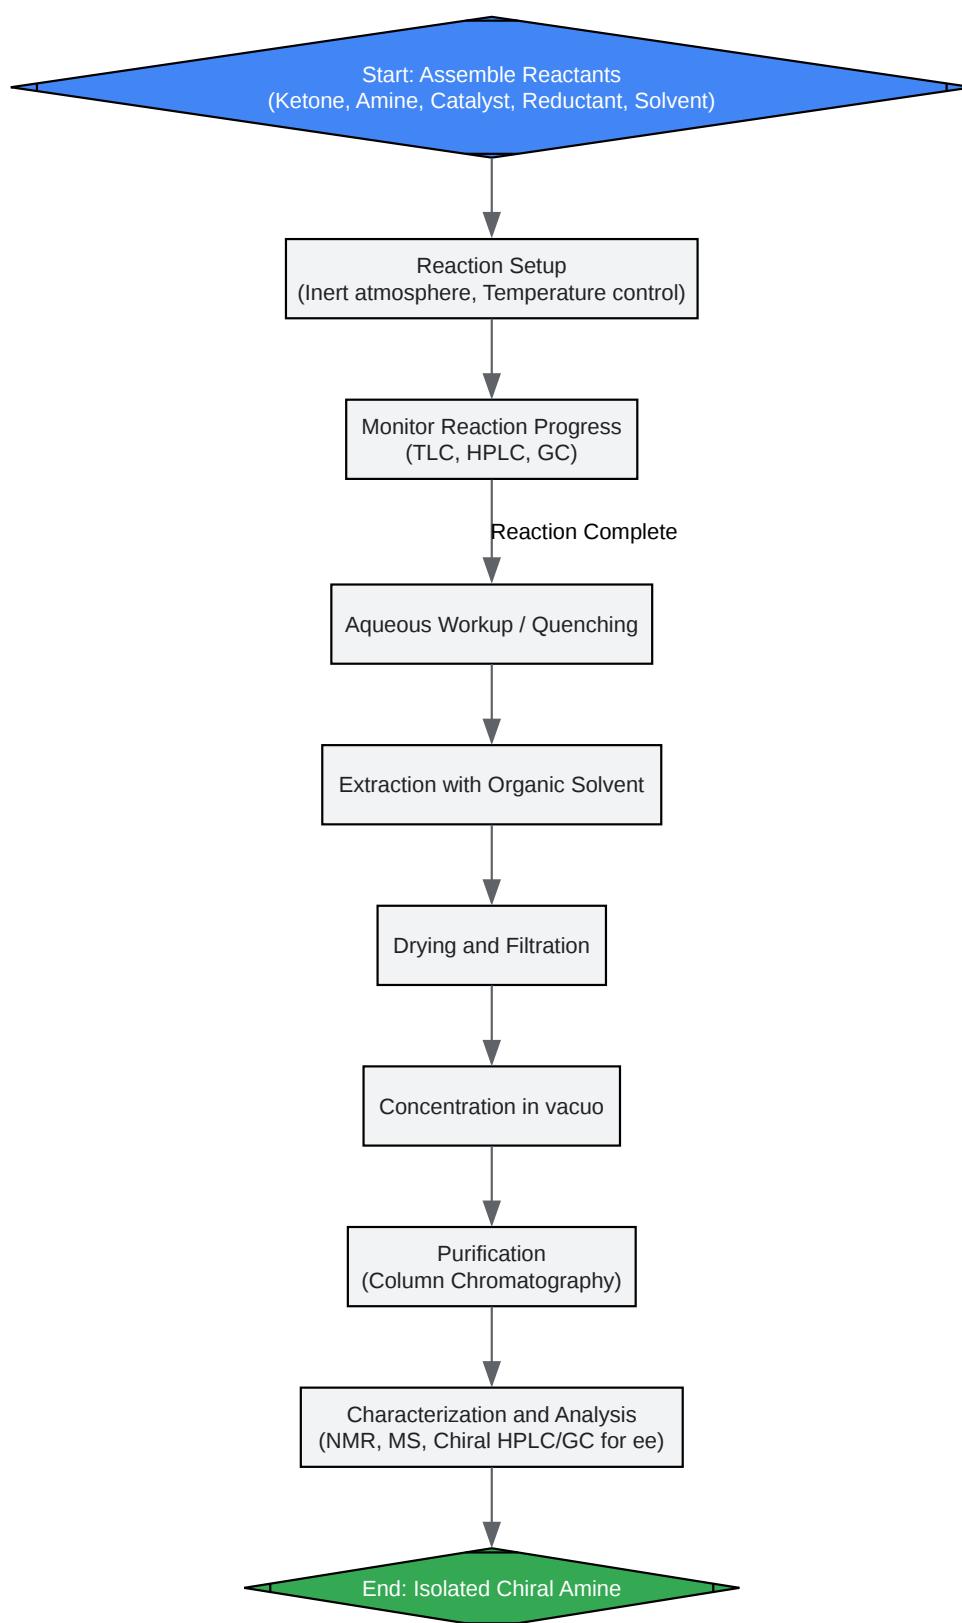 Start: Assemble Reactants
(Ketone, Amine, Catalyst, Reductant, Solvent)
Reaction Setup
(Inert atmosphere, Temperature control)
Monitor Reaction Progress
(TLC, HPLC, GC)
Reaction Complete
Aqueous Workup / Quenching
Extraction with Organic Solvent
Drying and Filtration
Concentration in vacuo
Purification
(Column Chromatography)
Characterization and Analysis
(NMR, MS, Chiral HPLC/GC for ee)
End: Isolated Chiral Amine